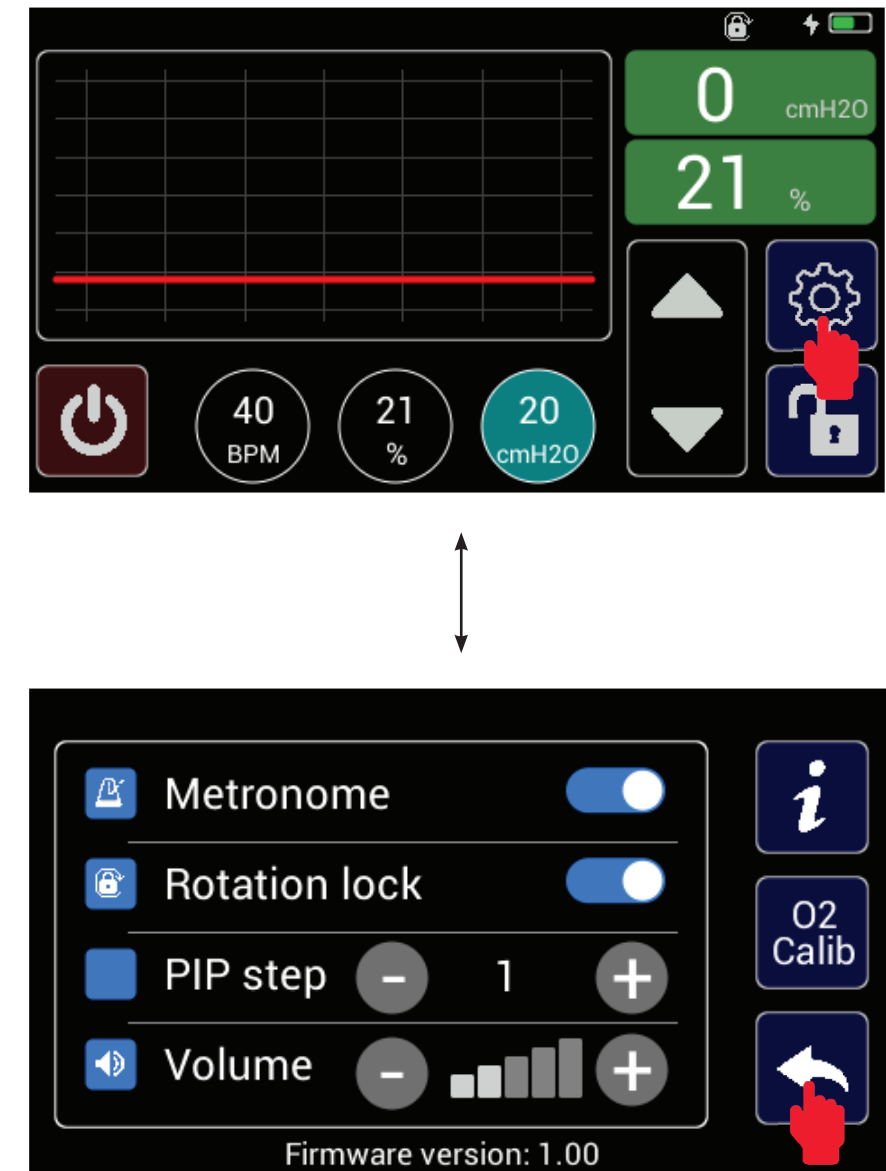 0 cmH2O
21 %
40 BPM
21 %
20 cmH2O
Metronome
Rotation lock
PIP step - 1 +
Volume - +
Firmware version: 1.00
i
O2
Calib